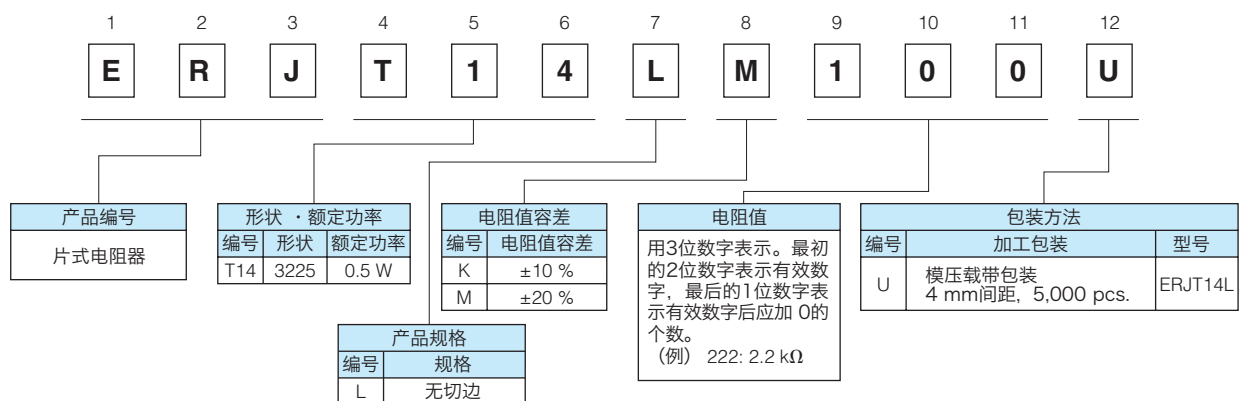 1 2 3 4 5 6 7 8 9 10 11 12
E R J T 1 4 L M 1 0 0 U
产品编号
片式电阻器
形状 ・额定功率
编号 形状 额定功率
T14 3225 0.5 W
产品规格
编号 规格
L 无切边
电阻值容差
编号 电阻值容差
K ±10 %
M ±20 %
电阻值
用3位数字表示。最初
的2位数字表示有效数
字，最后的1位数字表
示有效数字后应加 0的
个数。
（例） 222: 2.2 kΩ
包装方法
编号 加工包装 型号
U 模压载带包装 ERJT14L
4 mm间距，5,000 pcs.